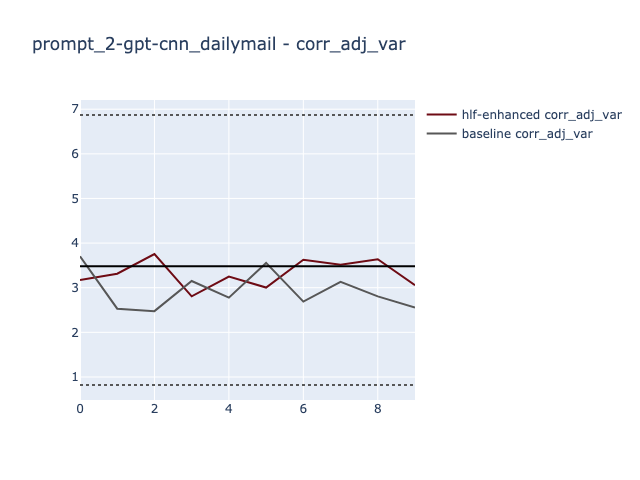 prompt_2-gpt-cnn_dailymail - corr_adj_var
hlf-enhanced corr_adj_var
baseline corr_adj_var
7
6
5
4
3
2
1
0 2 4 6 8